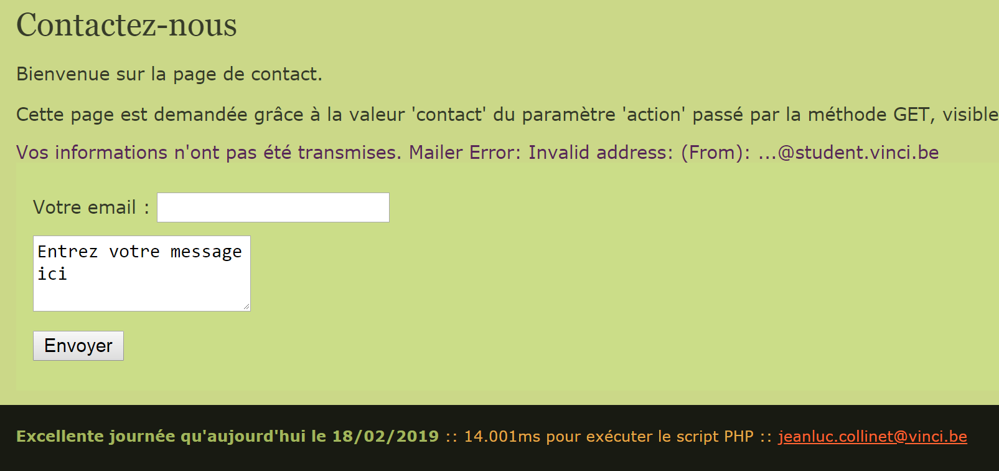 Contactez-nous
Bienvenue sur la page de contact.
Cette page est demandée grâce à la valeur 'contact' du paramètre 'action' passé par la méthode GET, visible
Vos informations n'ont pas été transmises. Mailer Error: Invalid address: (From): ...@student.vinci.be
Votre email :
Entrez votre message
ici
Envoyer
Excellente journée qu'aujourd'hui le 18/02/2019 :: 14.001ms pour exécuter le script PHP :: jeanluc.collinet@vinci.be